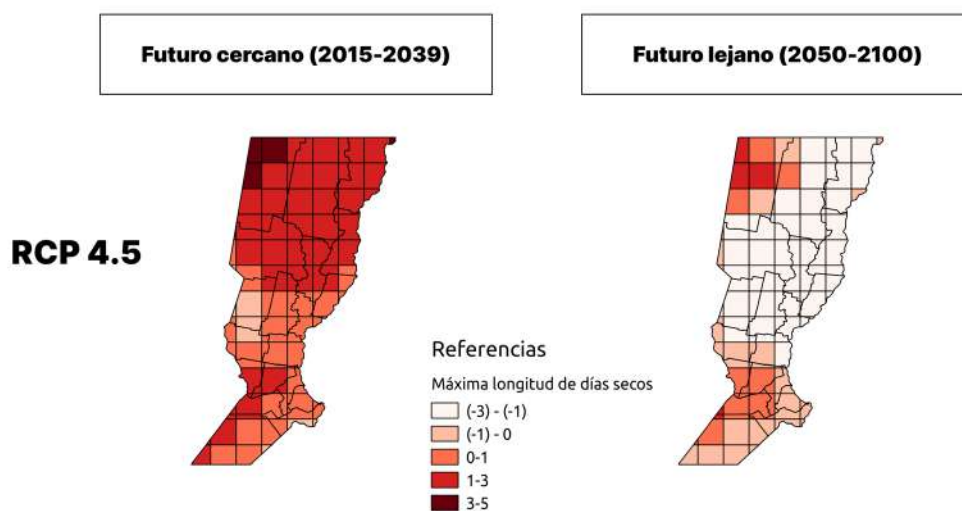 Futuro cercano (2015-2039)
Futuro lejano (2050-2100)
RCP 4.5
Referencias
Máxima longitud de días secos
(-3) - (-1)
(-1) - 0
0-1
1-3
3-5